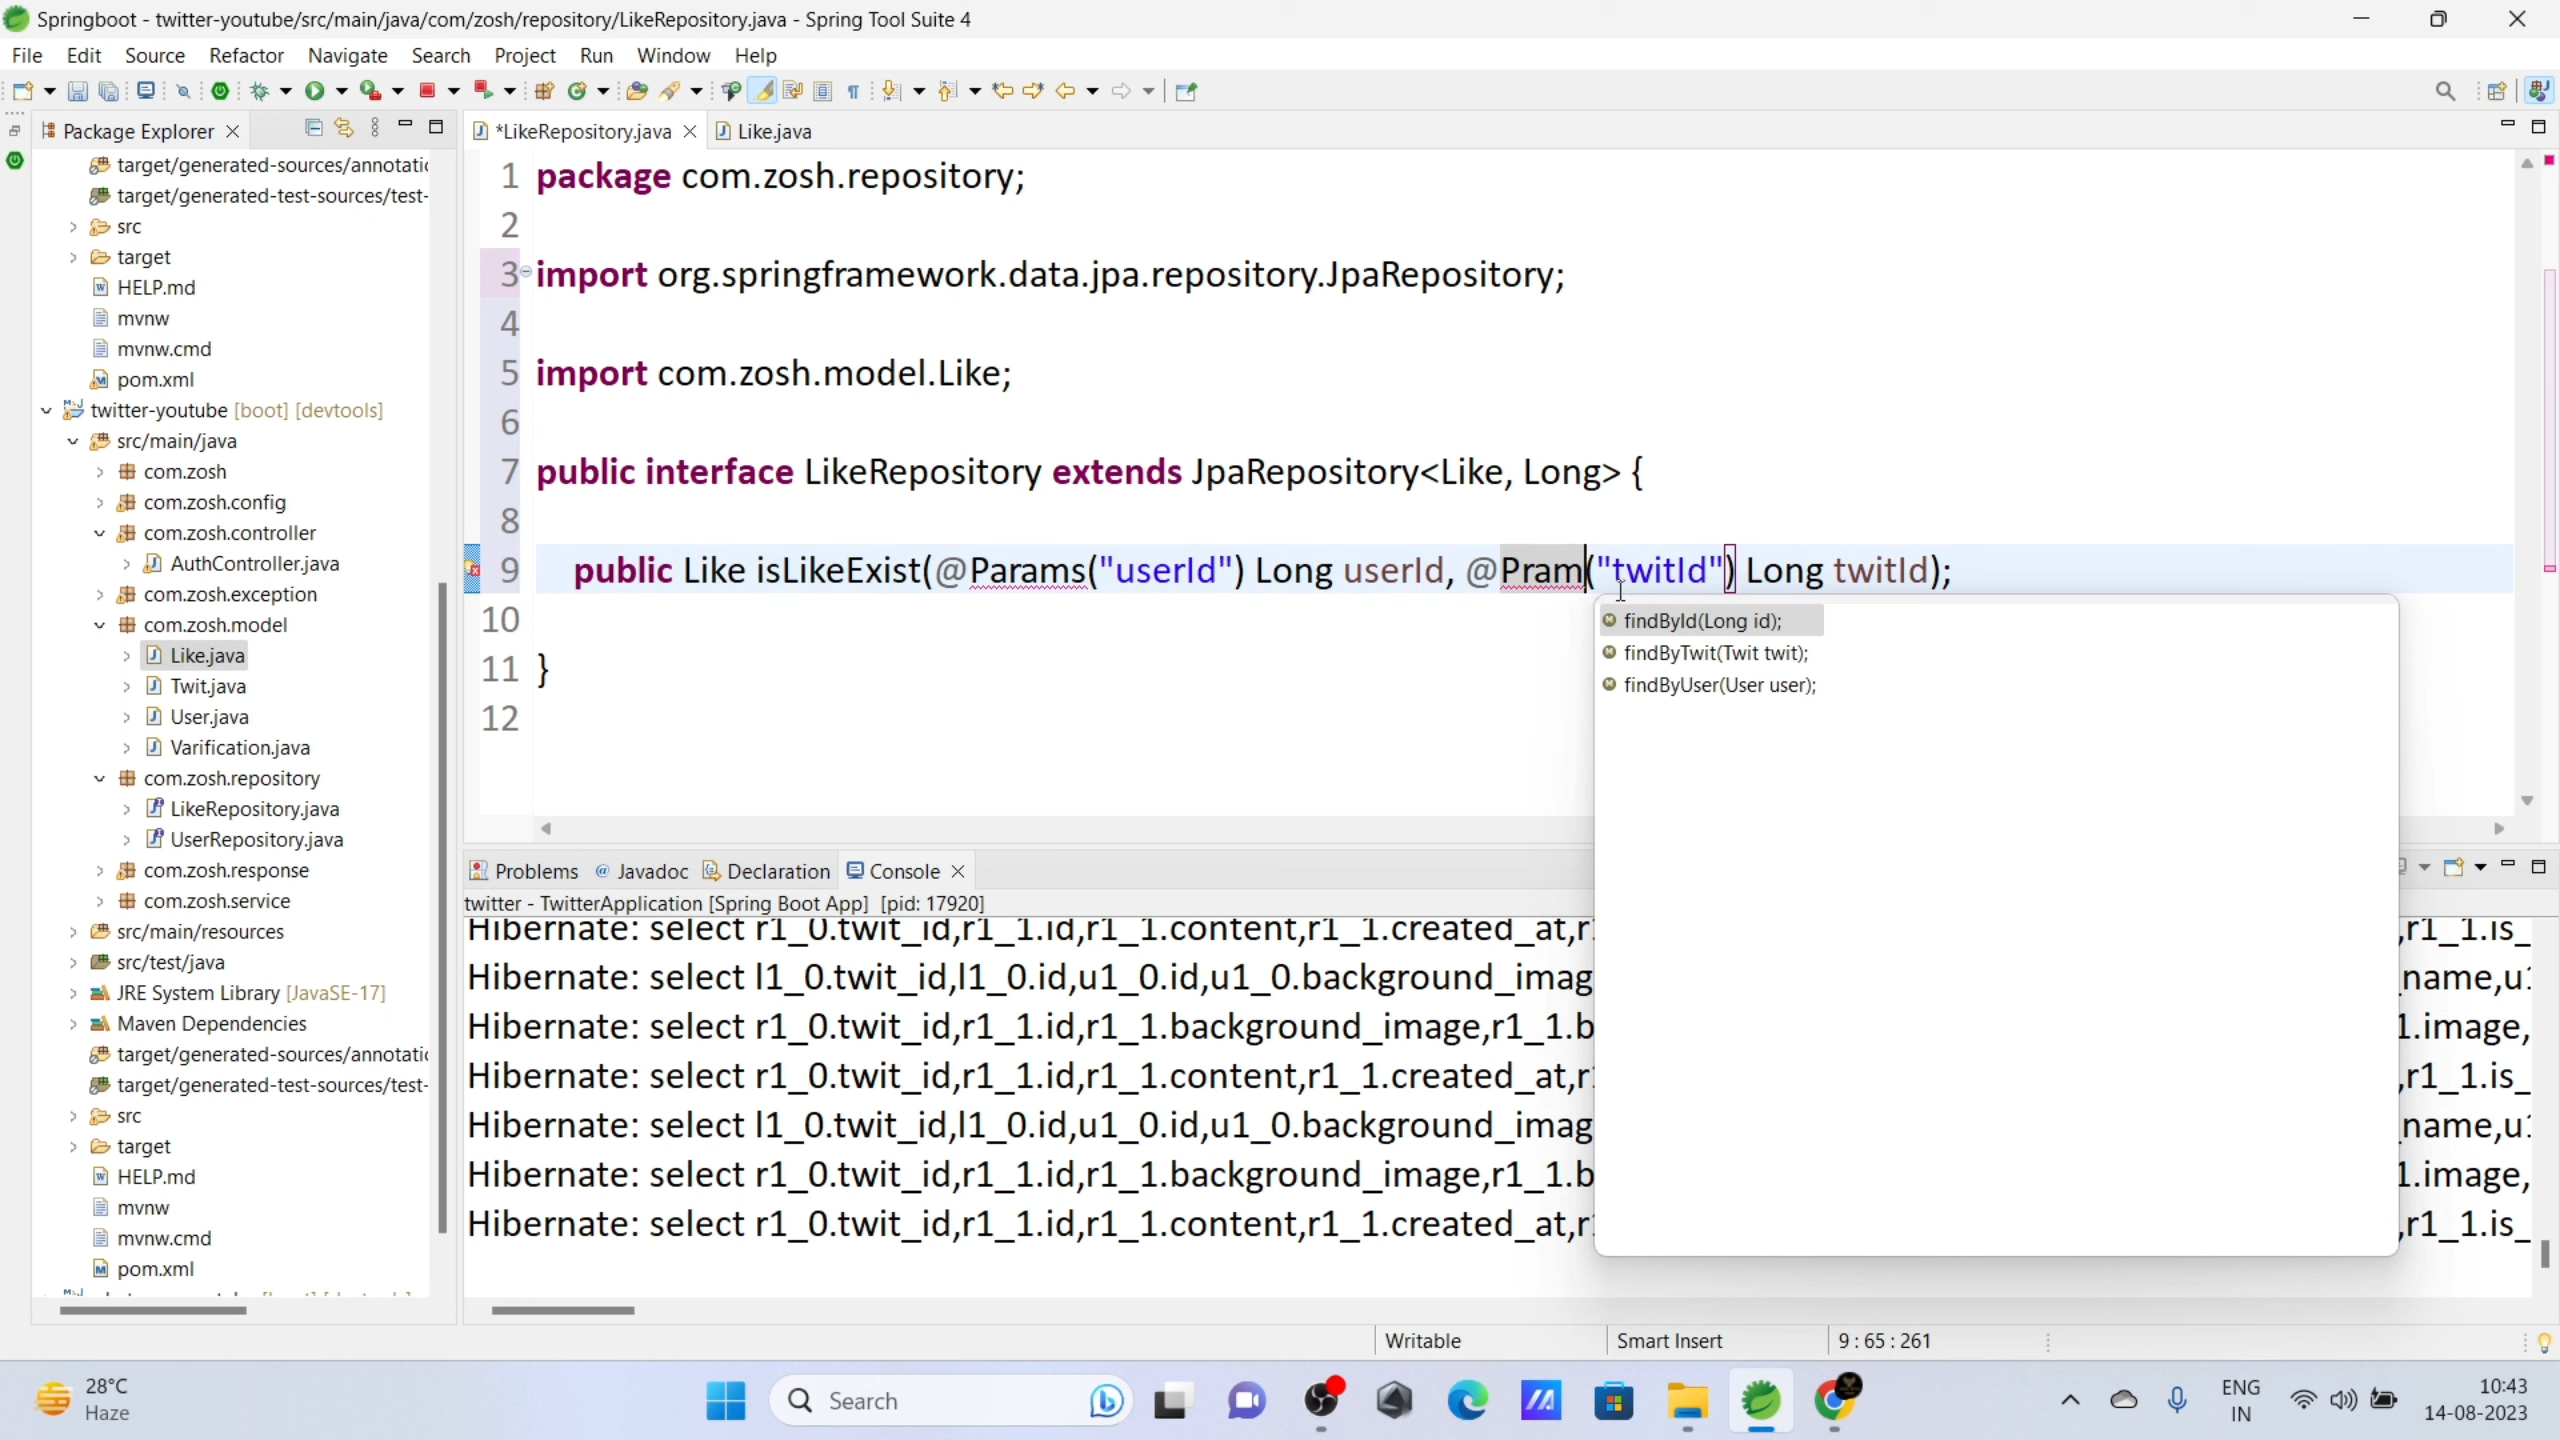 Springboot - twitter-youtube/src/main/java/com/zosh/repository/LikeRepository.java - Spring Tool Suite 4
File Edit Source Refactor Navigate Search Project Run Window Help
Package Explorer
target/generated-sources/annotatic
target/generated-test-sources/test-
src
target
HELP.md
mvnw
mvnw.cmd
pom.xml
twitter-youtube [boot] [devtools]
src/main/java
com.zosh
com.zosh.config
com.zosh.controller
AuthController.java
com.zosh.exception
com.zosh.model
Like.java
Twit.java
User.java
Varification.java
com.zosh.repository
LikeRepository.java
UserRepository.java
com.zosh.response
com.zosh.service
src/main/resources
src/test/java
JRE System Library [JavaSE-17]
Maven Dependencies
target/generated-sources/annotatic
target/generated-test-sources/test-
src
target
HELP.md
mvnw
mvnw.cmd
pom.xml
*LikeRepository.java Like.java
1 package com.zosh.repository;
2
3 import org.springframework.data.jpa.repository.JpaRepository;
4
5 import com.zosh.model.Like;
6
7 public interface LikeRepository extends JpaRepository<Like, Long> {
8
9 public Like isLikeExist(@Params("userId") Long userId, @Pram("twitId") Long twitId);
10
11 }
12
findById(Long id);
findByTwit(Twit twit);
findByUser(User user);
Problems @ Javadoc Declaration Console
twitter - TwitterApplication [Spring Boot App] [pid: 17920]
Hibernate: select r1_0.twit_id,r1_1.id,r1_1.content,r1_1.created_at,r ,r1_1.is_
Hibernate: select l1_0.twit_id,l1_0.id,u1_0.id,u1_0.background_imag name,u
Hibernate: select r1_0.twit_id,r1_1.id,r1_1.background_image,r1_1.b 1.image,
Hibernate: select r1_0.twit_id,r1_1.id,r1_1.content,r1_1.created_at,r ,r1_1.is_
Hibernate: select l1_0.twit_id,l1_0.id,u1_0.id,u1_0.background_imag name,u
Hibernate: select r1_0.twit_id,r1_1.id,r1_1.background_image,r1_1.b 1.image,
Hibernate: select r1_0.twit_id,r1_1.id,r1_1.content,r1_1.created_at,r ,r1_1.is_
Writable Smart Insert 9 : 65 : 261
28°C
Haze
Search
ENG
IN
10:43
14-08-2023